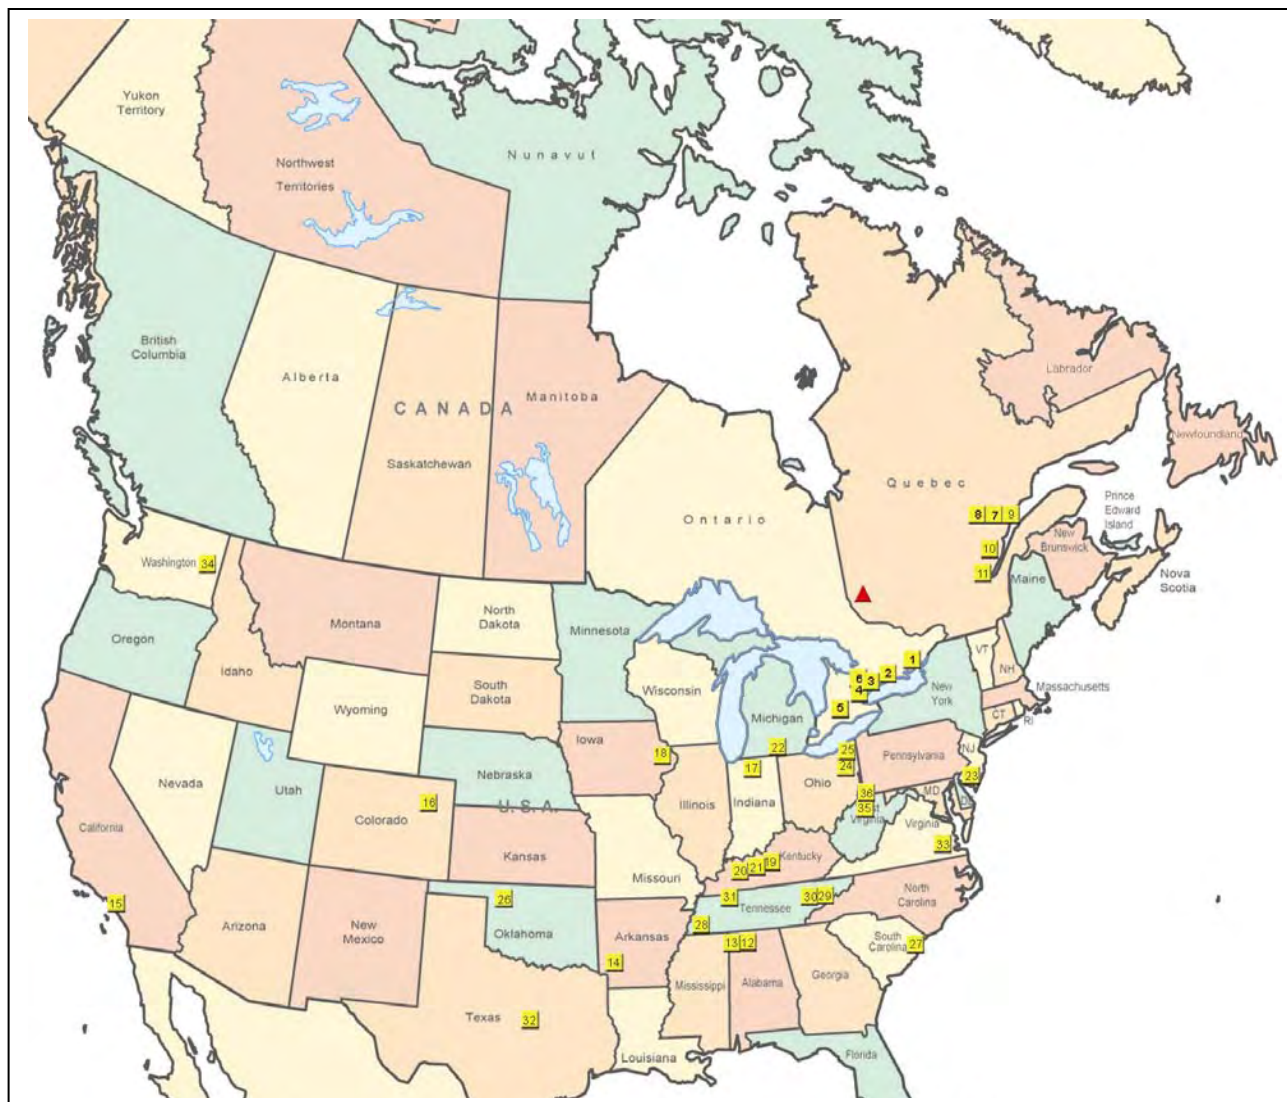 Yukon
Territory
Northwest
Territories
Nunavut
British
Columbia
Alberta
CANADA
Saskatchewan
Manitoba
Ontario
Quebec
Labrador
Newfoundland
Prince
Edward
Island
New
Brunswick
Nova
Scotia
8 7 9
10
11
Maine
Washington
34
Oregon
Idaho
Montana
North
Dakota
South
Dakota
Minnesota
Wisconsin
Michigan
1
2
3
6
4
5
VT
NH
New
York
Massachusetts
CT
RI
Wyoming
Nebraska
Iowa
18
22
17
25
24
Pennsylvania
NJ
23
Nevada
Utah
Colorado
16
U.S.A.
Illinois
Indiana
Ohio
36
35
Virginia
MD
DE
Virginia
33
California
15
Kansas
Missouri
Kentucky
20 21 19
Arizona
New
Mexico
26
Oklahoma
Arkansas
14
31
Tennessee
30 29
28
North
Carolina
South
Carolina
27
13 12
Mississippi
Alabama
Georgia
Texas
32
Louisiana
Florida